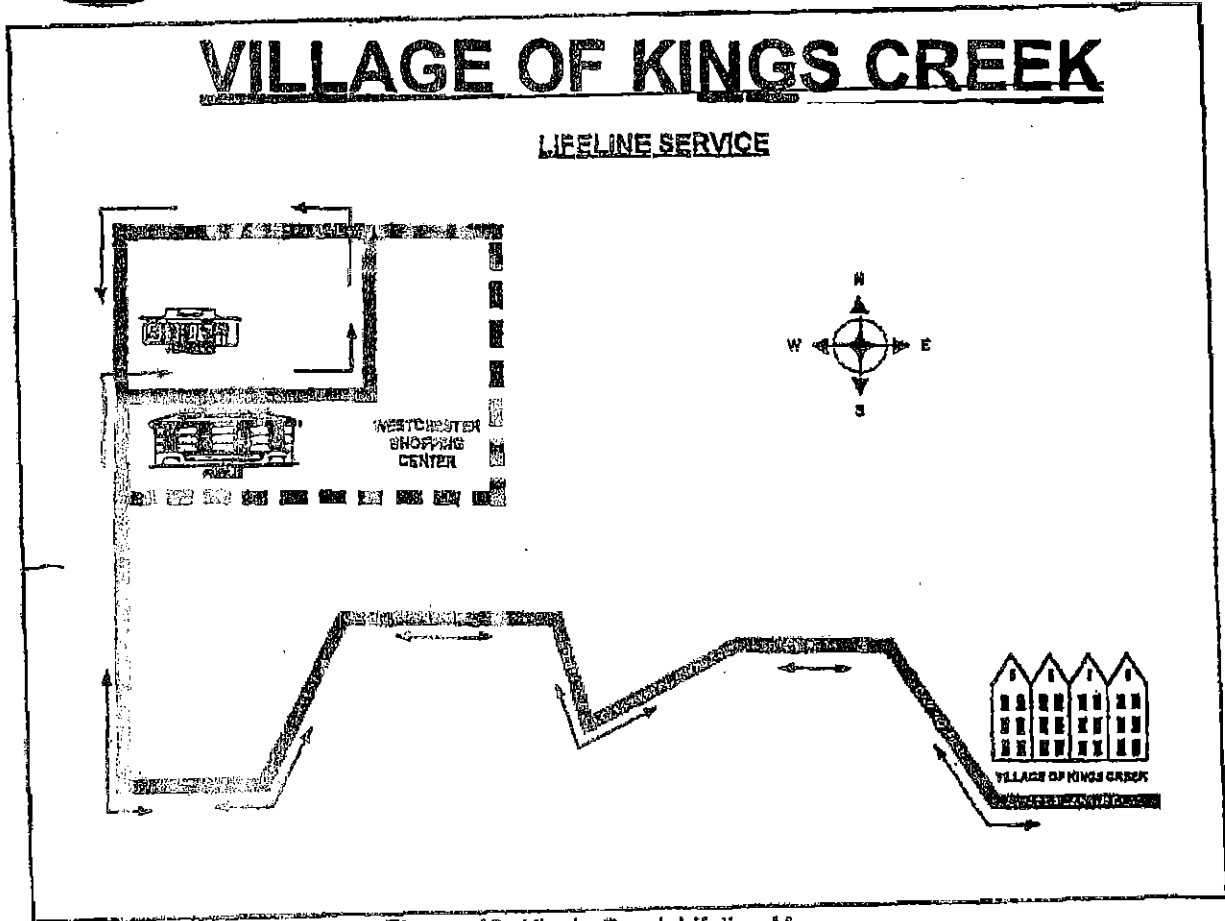 VILLAGE OF KINGS CREEK
LIFELINE SERVICE
N
W
E
S
WESTCHESTER
SHOPPING
CENTER
VILLAGE OF KINGS CREEK